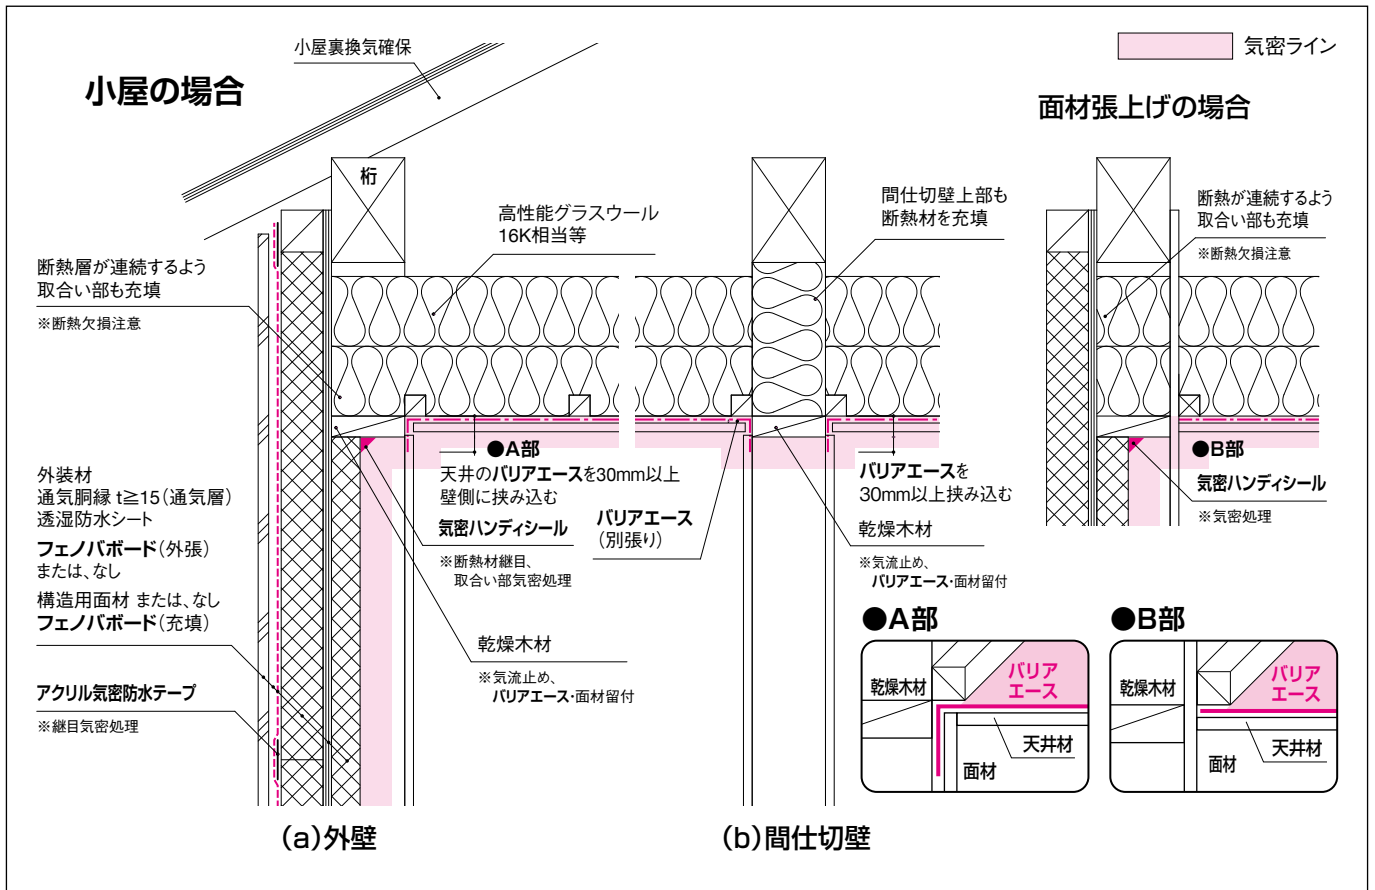 小屋の場合
小屋裏換気確保
気密ライン
面材張上げの場合
桁
高性能グラスウール
16K相当等
間仕切壁上部も
断熱材を充填
断熱が連続するよう
取合い部も充填
※断熱欠損注意
断熱層が連続するよう
取合い部も充填
※断熱欠損注意
●A部
天井のバリアエースを30mm以上
壁側に挟み込む
気密ハンディシール
※断熱材継目、
取合い部気密処理
バリアエース
（別張り）
バリアエースを
30mm以上挟み込む
乾燥木材
※気流止め、
バリアエース・面材留付
●B部
気密ハンディシール
※気密処理
外装材
通気胴縁 t≧15（通気層）
透湿防水シート
フェノバボード（外張）
または、なし
構造用面材 または、なし
フェノバボード（充填）
アクリル気密防水テープ
※継目気密処理
乾燥木材
※気流止め、
バリアエース・面材留付
●A部
乾燥木材
バリア
エース
天井材
面材
●B部
乾燥木材
バリア
エース
天井材
面材
（a）外壁
（b）間仕切壁